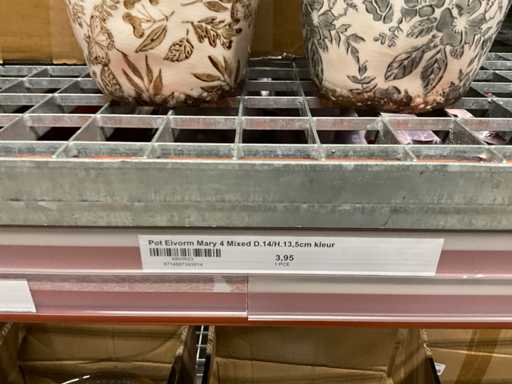 Pot Eivorm Mary 4 Mixed D.14/H.13,5cm kleur
3,95
1 PCE